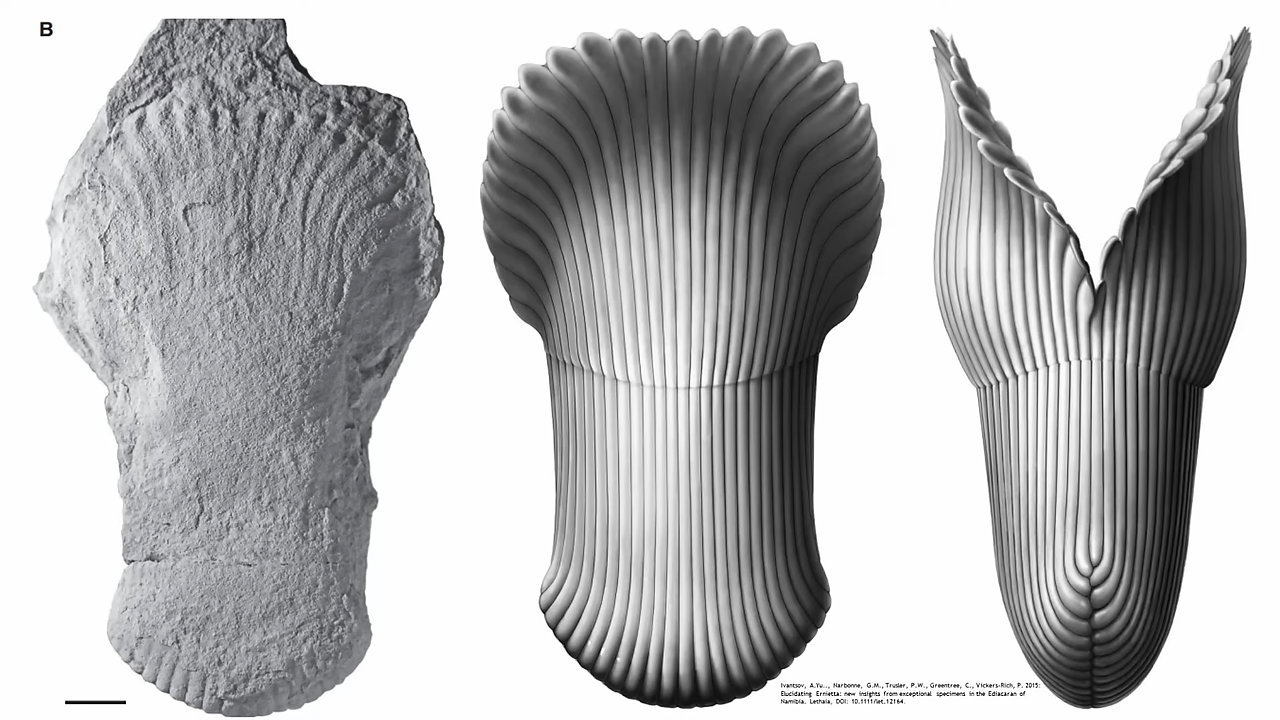 B
Ivantsov, A.Yu.., Narbonne, G.M., Trusler, P.W., Greentree, C., Vickers-Rich, P. 2015:
Elucidating Ernietta: new insights from exceptional specimens in the Ediacaran of
Namibia. Lethaia, DOI: 10.1111/let.12164.